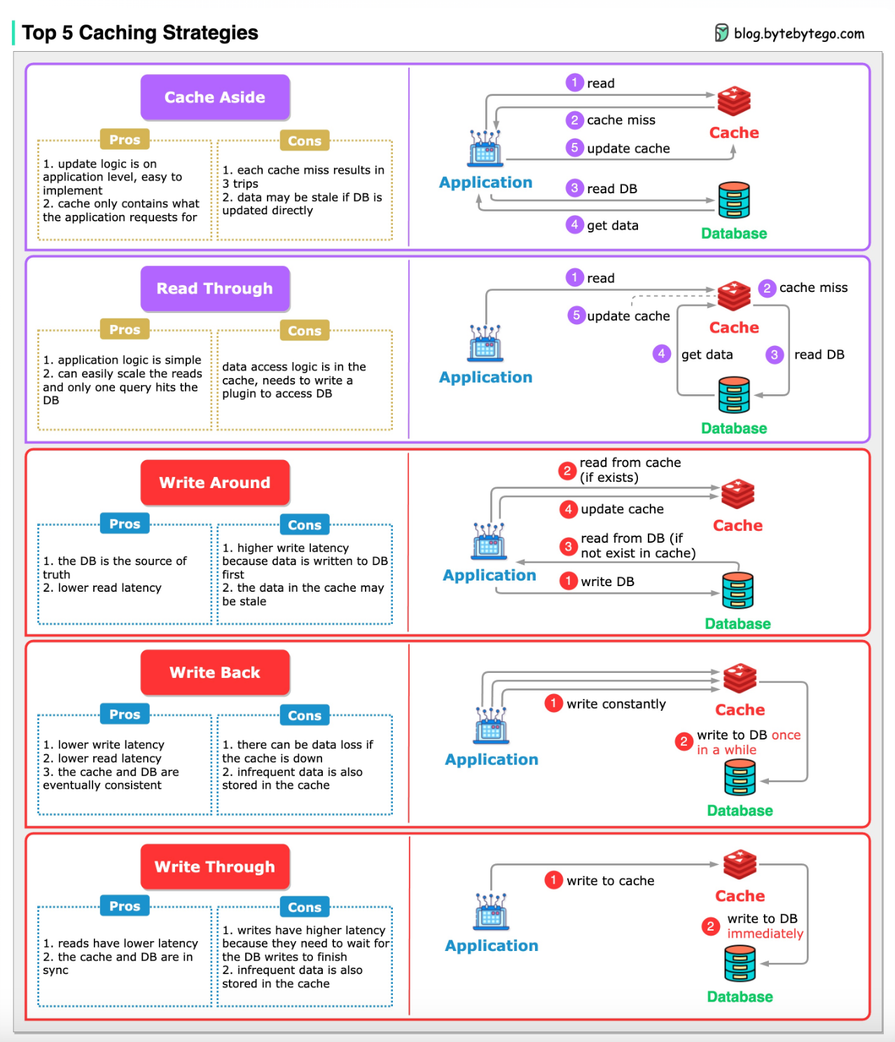 Top 5 Caching Strategies
blog.bytebytego.com
Cache Aside
Pros
1. update logic is on
application level, easy to
implement
2. cache only contains what
the application requests for
Cons
1. each cache miss results in
3 trips
2. data may be stale if DB is
updated directly
1 read
2 cache miss
5 update cache
Cache
Application
3 read DB
4 get data
Database
Read Through
Pros
1. application logic is simple
2. can easily scale the reads
and only one query hits the
DB
Cons
data access logic is in the
cache, needs to write a
plugin to access DB
1 read
2 cache miss
5 update cache
Cache
4 get data
3 read DB
Application
Database
Write Around
Pros
1. the DB is the source of
truth
2. lower read latency
Cons
1. higher write latency
because data is written to DB
first
2. the data in the cache may
be stale
2 read from cache
(if exists)
4 update cache
Cache
3 read from DB (if
not exist in cache)
Application
1 write DB
Database
Write Back
Pros
1. lower write latency
2. lower read latency
3. the cache and DB are
eventually consistent
Cons
1. there can be data loss if
the cache is down
2. infrequent data is also
stored in the cache
1 write constantly
Cache
2 write to DB once
in a while
Application
Database
Write Through
Pros
1. reads have lower latency
2. the cache and DB are in
sync
Cons
1. writes have higher latency
because they need to wait for
the DB writes to finish
2. infrequent data is also
stored in the cache
1 write to cache
Cache
2 write to DB
immediately
Application
Database